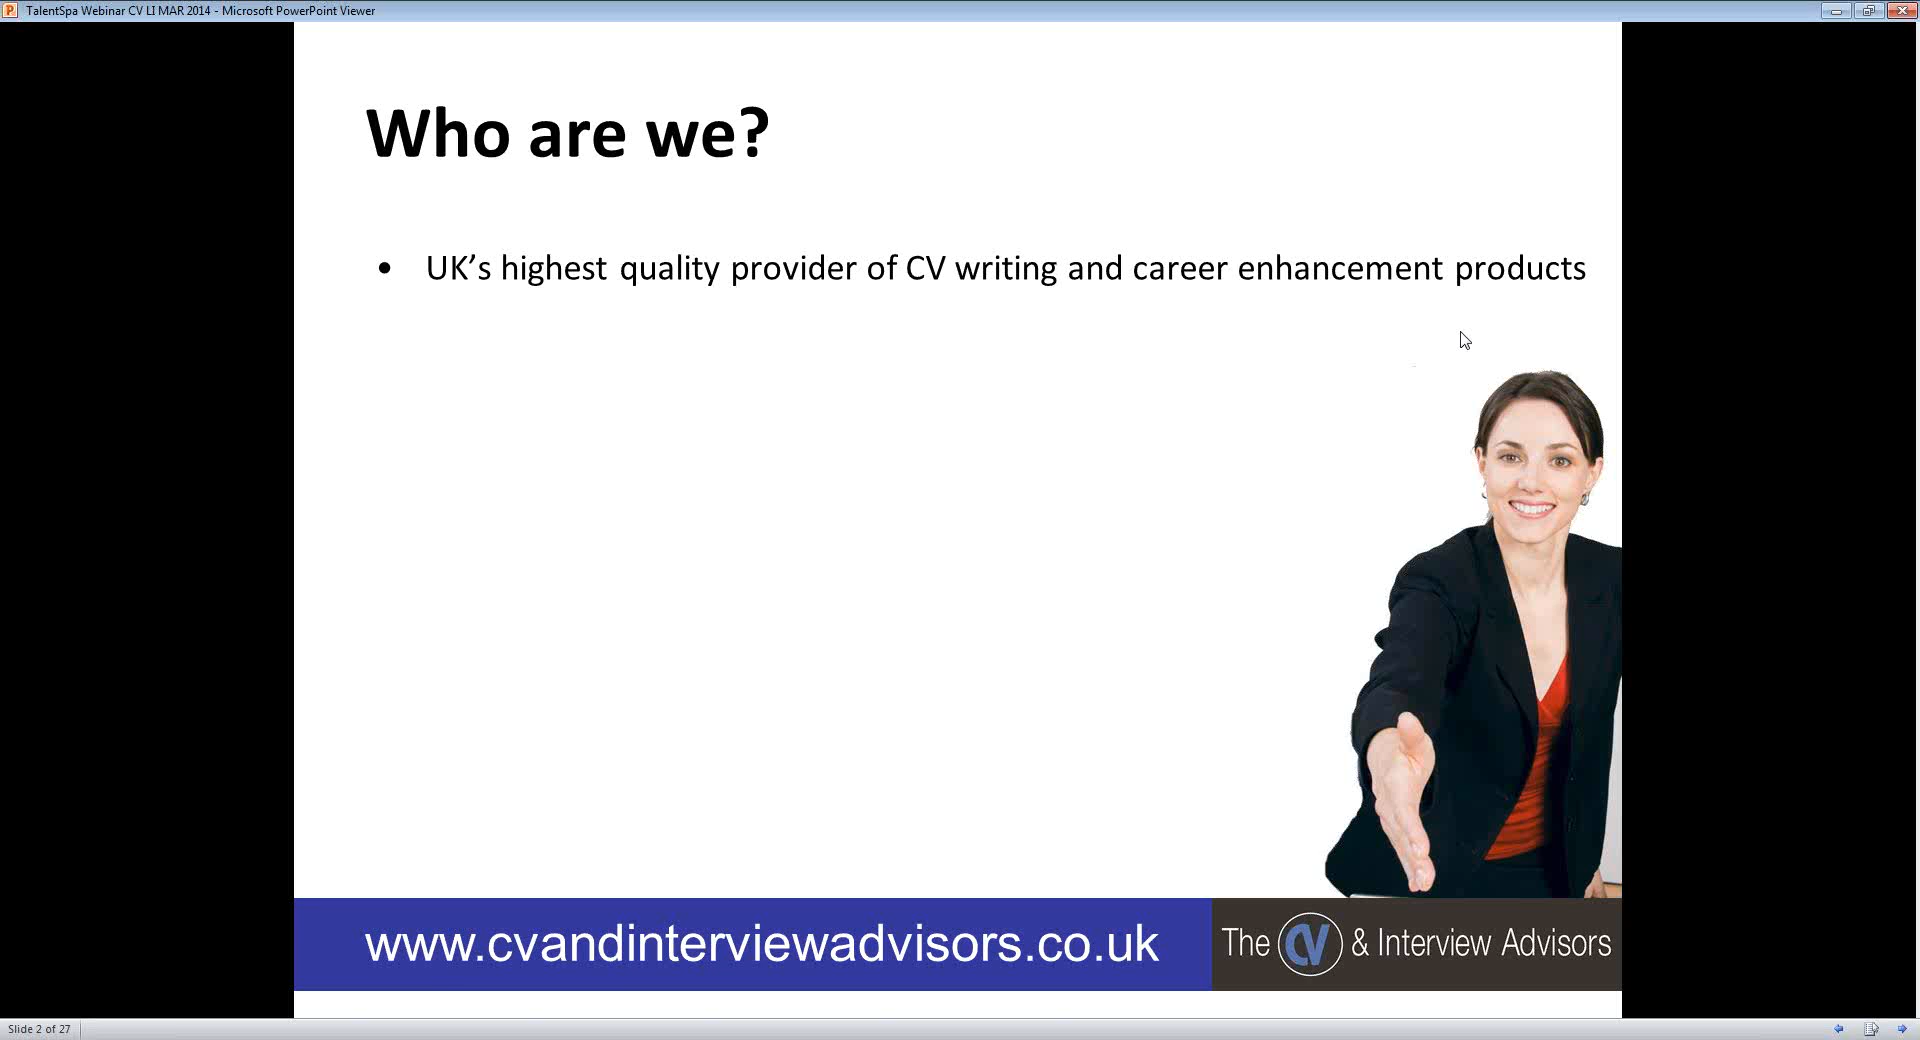 TalentSpa Webinar CV LI MAR 2014 - Microsoft PowerPoint Viewer
Who are we?
• UK’s highest quality provider of CV writing and career enhancement products
www.cvandinterviewadvisors.co.uk
The CV & Interview Advisors
Slide 2 of 27